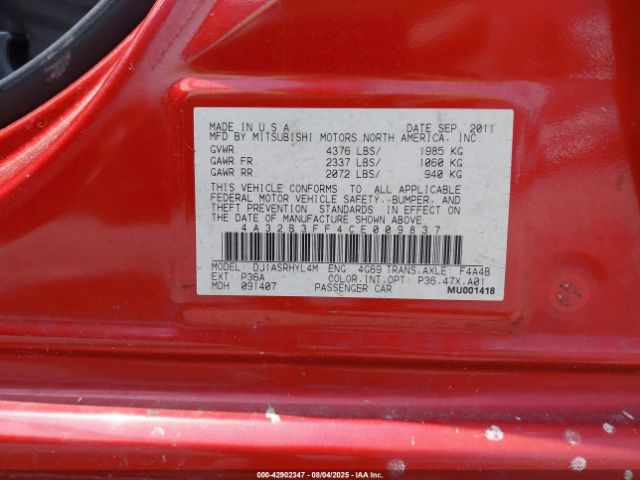 MADE IN U S A DATE SEP. 2011
MFD BY MITSUBISHI MOTORS NORTH AMERICA, INC.
GVWR 4376 LBS/ 1985 KG
GAWR FR. 2337 LBS/ 1060 KG
GAWR RR. 2072 LBS/ 940 KG
THIS VEHICLE CONFORMS TO ALL APPLICABLE
FEDERAL MOTOR VEHICLE SAFETY, BUMPER, AND
THEFT PREVENTION STANDARDS IN EFFECT ON
THE DATE OF MANUFACTURE SHOWN ABOVE.
4A32B3FF4CE009837
MODEL DJ1ASRHYL4M ENG 4G69 TRANS.AXLE: F4A4B
EXT: P36A COLOR.INT.OPT: P36.47X.A01
MDH 091407 PASSENGER CAR MU001418
000-42902347 - 08/04/2025 - IAA Inc.